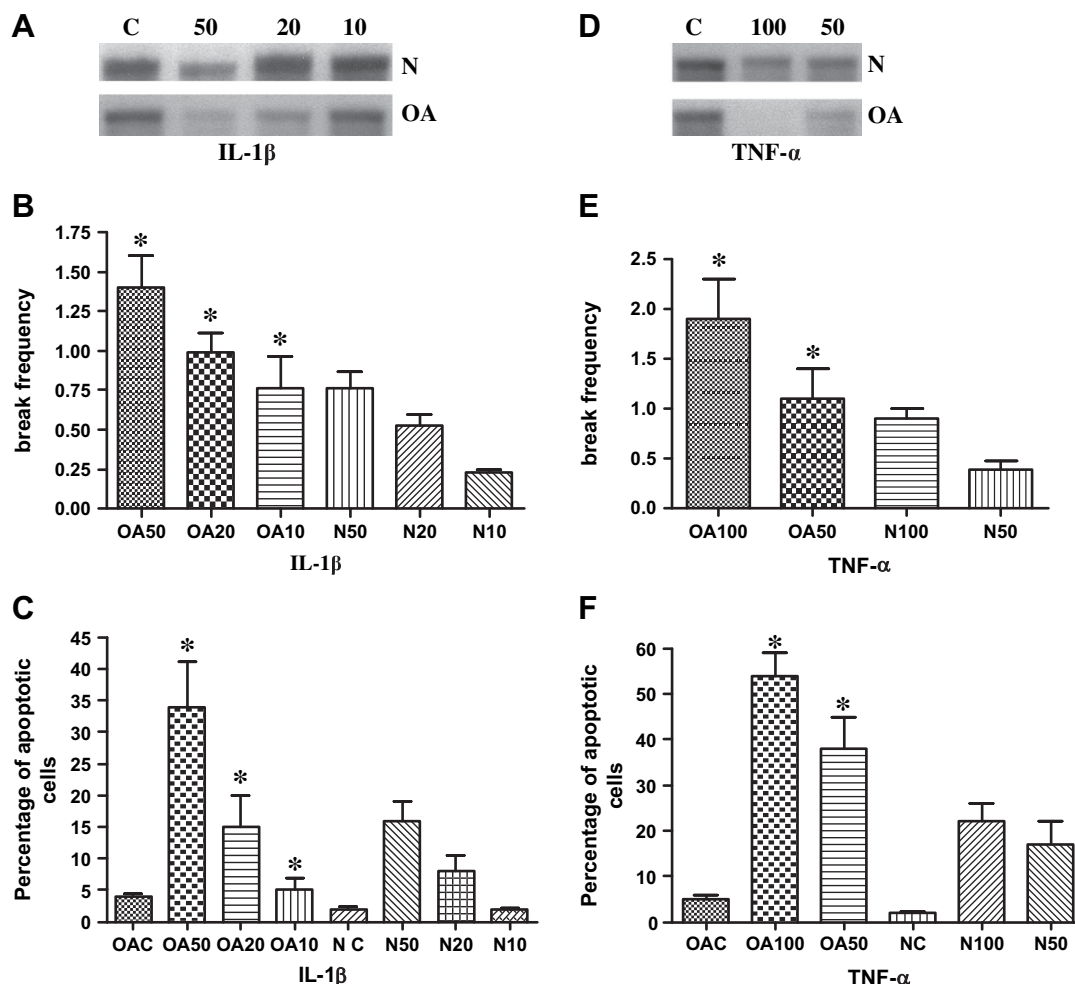 A
C 50 20 10
N
OA
IL-1β
D
C 100 50
N
OA
TNF-α
B
break frequency
1.75
1.50
1.25
1.00
0.75
0.50
0.25
0.00
* * *
OA50 OA20 OA10 N50 N20 N10
IL-1β
E
break frequency
2.5
2.0
1.5
1.0
0.5
0.0
* *
OA100 OA50 N100 N50
TNF-α
C
Percentage of apoptotic
cells
45
40
35
30
25
20
15
10
5
0
* * *
OAC OA50 OA20 OA10 N C N50 N20 N10
IL-1β
F
Percentage of apoptotic
cells
60
50
40
30
20
10
0
* *
OAC OA100 OA50 NC N100 N50
TNF-α